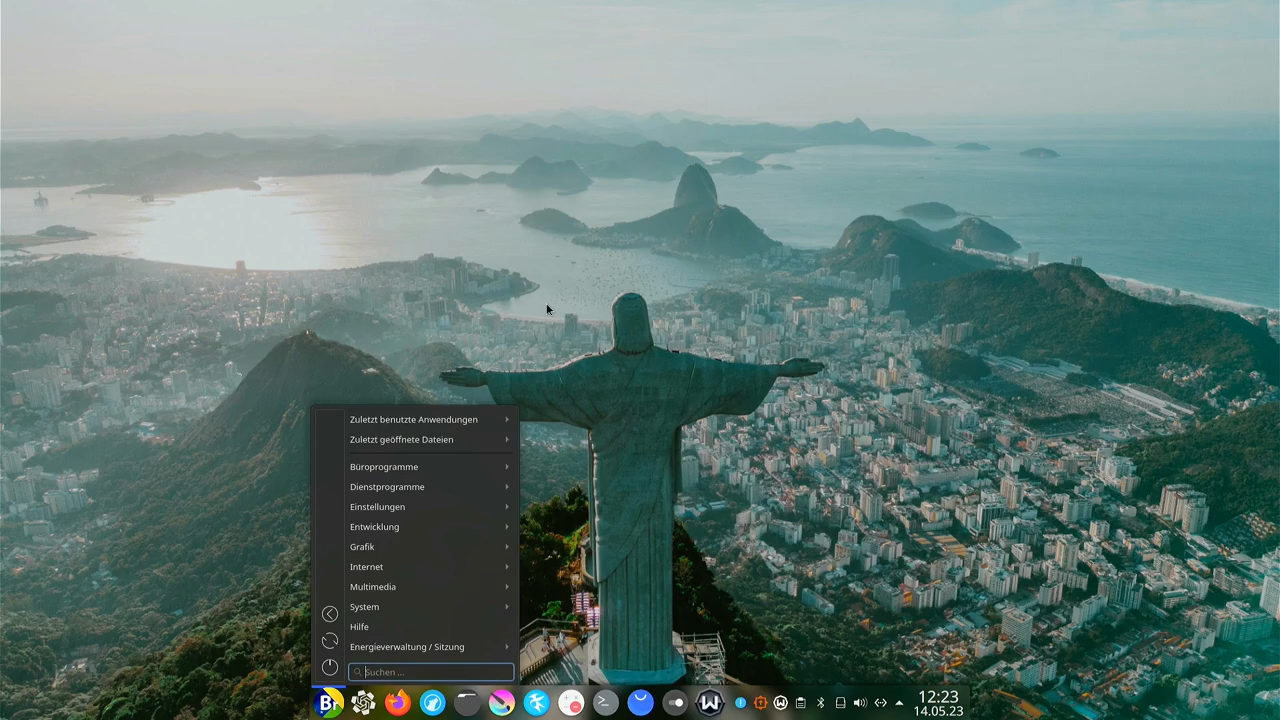 Zuletzt benutzte Anwendungen
Zuletzt geöffnete Dateien
Büroprogramme
Dienstprogramme
Einstellungen
Entwicklung
Grafik
Internet
Multimedia
System
Hilfe
Energieverwaltung / Sitzung
Suchen ...
12:23
14.05.23